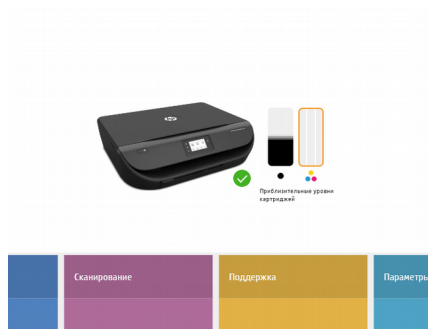 Приблизительные уровни
картриджей
Сканирование
Поддержка
Параметры